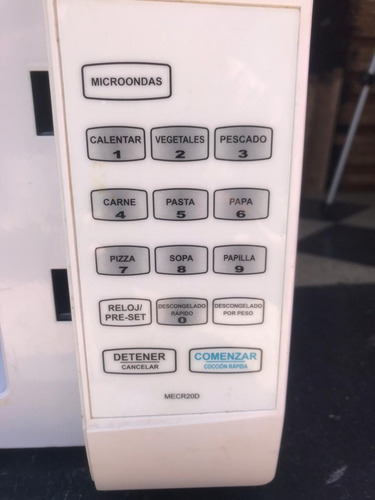 MICROONDAS
CALENTAR
1
VEGETALES
2
PESCADO
3
CARNE
4
PASTA
5
PAPA
6
PIZZA
7
SOPA
8
PAPILLA
9
RELOJ/
PRE-SET
DESCONGELADO
RÁPIDO
0
DESCONGELADO
POR PESO
DETENER
CANCELAR
COMENZAR
COCCIÓN RÁPIDA
MECR20D